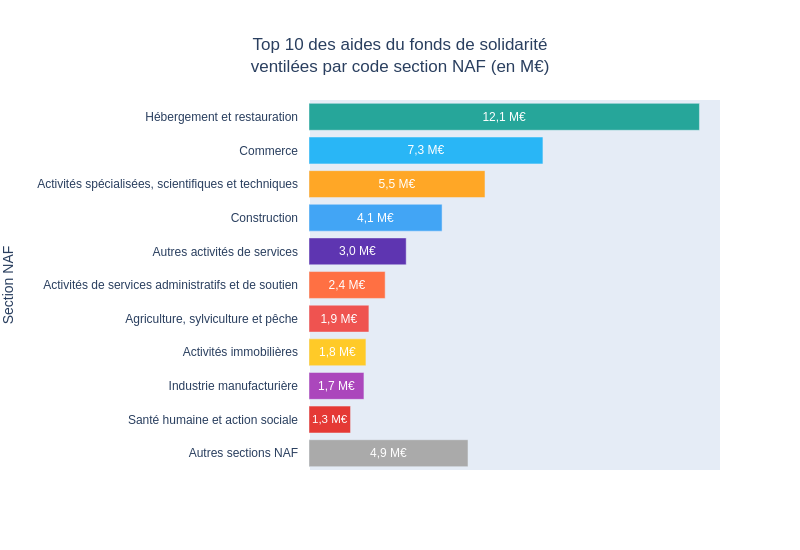 Top 10 des aides du fonds de solidarité
ventilées par code section NAF (en M€)
Section NAF
Hébergement et restauration 12,1 M€
Commerce 7,3 M€
Activités spécialisées, scientifiques et techniques 5,5 M€
Construction 4,1 M€
Autres activités de services 3,0 M€
Activités de services administratifs et de soutien 2,4 M€
Agriculture, sylviculture et pêche 1,9 M€
Activités immobilières 1,8 M€
Industrie manufacturière 1,7 M€
Santé humaine et action sociale 1,3 M€
Autres sections NAF 4,9 M€